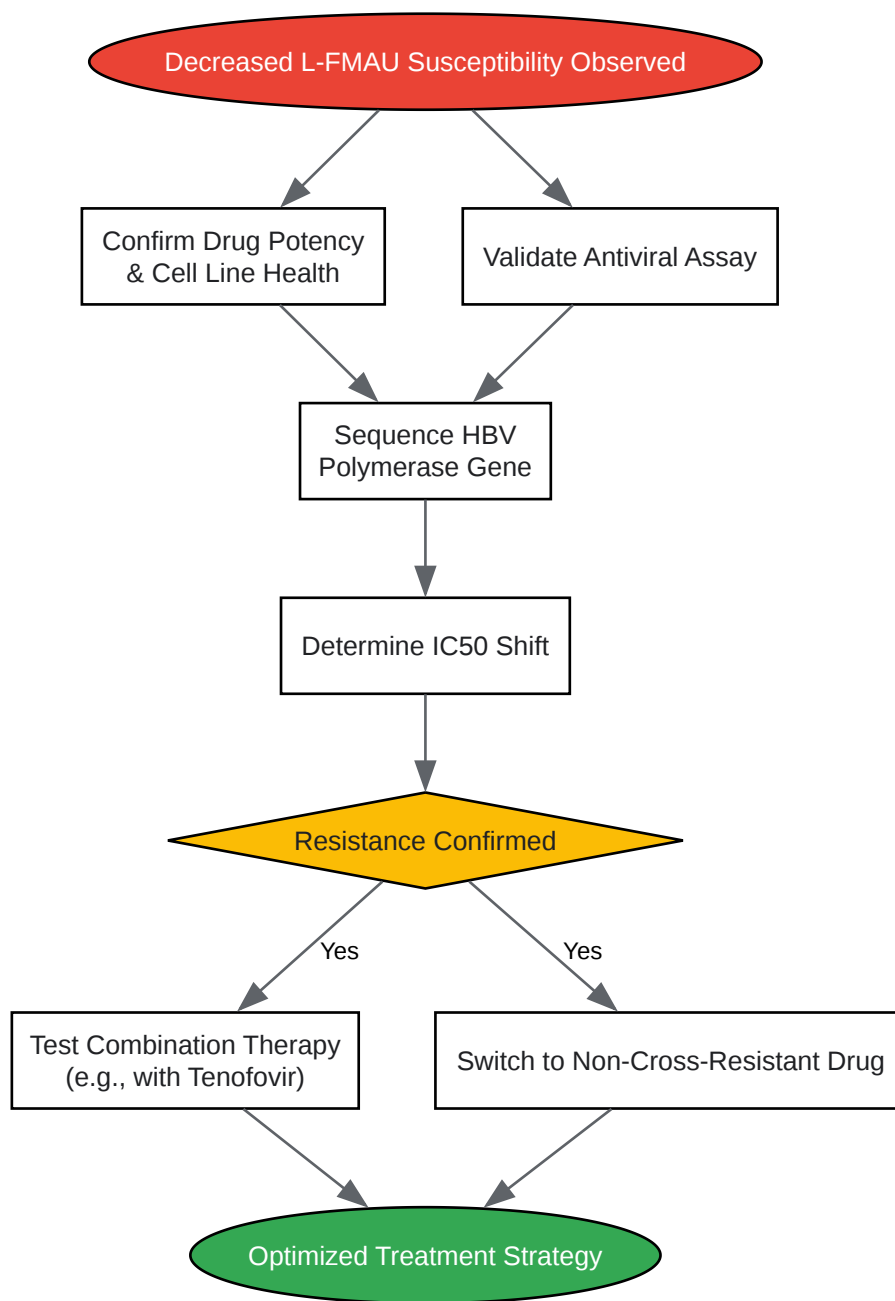 Decreased L-FMAU Susceptibility Observed
Confirm Drug Potency
& Cell Line Health
Validate Antiviral Assay
Sequence HBV
Polymerase Gene
Determine IC50 Shift
Resistance Confirmed
Yes
Yes
Test Combination Therapy
(e.g., with Tenofovir)
Switch to Non-Cross-Resistant Drug
Optimized Treatment Strategy